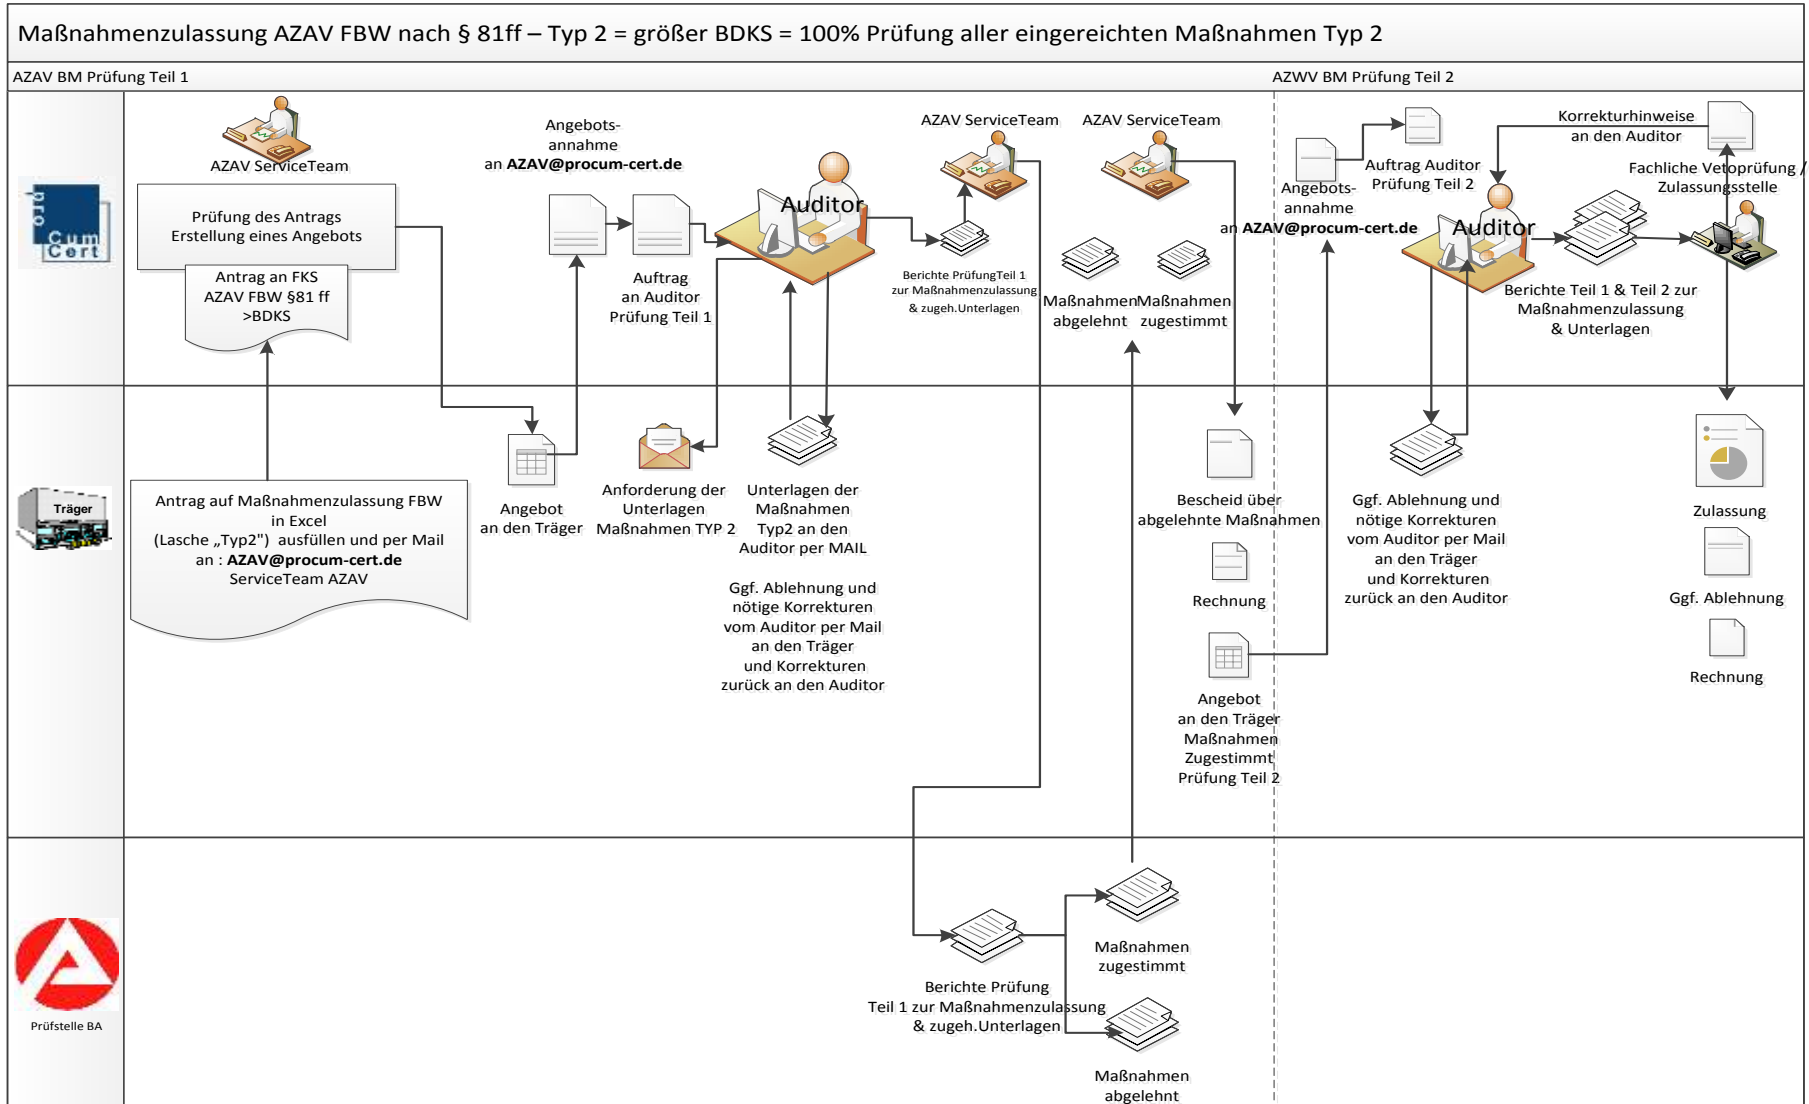 Maßnahmenzulassung AZAV FBW nach § 81ff – Typ 2 = größer BDKS = 100% Prüfung aller eingereichten Maßnahmen Typ 2
AZAV BM Prüfung Teil 1
AZWV BM Prüfung Teil 2
Cum
Cert
AZAV ServiceTeam
Prüfung des Antrags
Erstellung eines Angebots
Antrag an FKS
AZAV FBW §81 ff
>BDKS
Angebots-
annahme
an AZAV@procum-cert.de
Auftrag
an Auditor
Prüfung Teil 1
Auditor
AZAV ServiceTeam
Berichte PrüfungTeil 1
zur Maßnahmenzulassung
& zugeh.Unterlagen
AZAV ServiceTeam
Maßnahmen
abgelehnt
Maßnahmen
zugestimmt
Angebots-
annahme
an AZAV@procum-cert.de
Auftrag Auditor
Prüfung Teil 2
Auditor
Korrekturhinweise
an den Auditor
Fachliche Vetoprüfung /
Zulassungsstelle
Berichte Teil 1 & Teil 2 zur
Maßnahmenzulassung
& Unterlagen
Träger
Antrag auf Maßnahmenzulassung FBW
in Excel
(Lasche „Typ2") ausfüllen und per Mail
an : AZAV@procum-cert.de
ServiceTeam AZAV
Angebot
an den Träger
Anforderung der
Unterlagen
Maßnahmen TYP 2
Unterlagen der
Maßnahmen
Typ2 an den
Auditor per MAIL
Ggf. Ablehnung und
nötige Korrekturen
vom Auditor per Mail
an den Träger
und Korrekturen
zurück an den Auditor
Bescheid über
abgelehnte Maßnahmen
Rechnung
Angebot
an den Träger
Maßnahmen
Zugestimmt
Prüfung Teil 2
Ggf. Ablehnung und
nötige Korrekturen
vom Auditor per Mail
an den Träger
und Korrekturen
zurück an den Auditor
Zulassung
Ggf. Ablehnung
Rechnung
Prüfstelle BA
Berichte Prüfung
Teil 1 zur Maßnahmenzulassung
& zugeh.Unterlagen
Maßnahmen
zugestimmt
Maßnahmen
abgelehnt